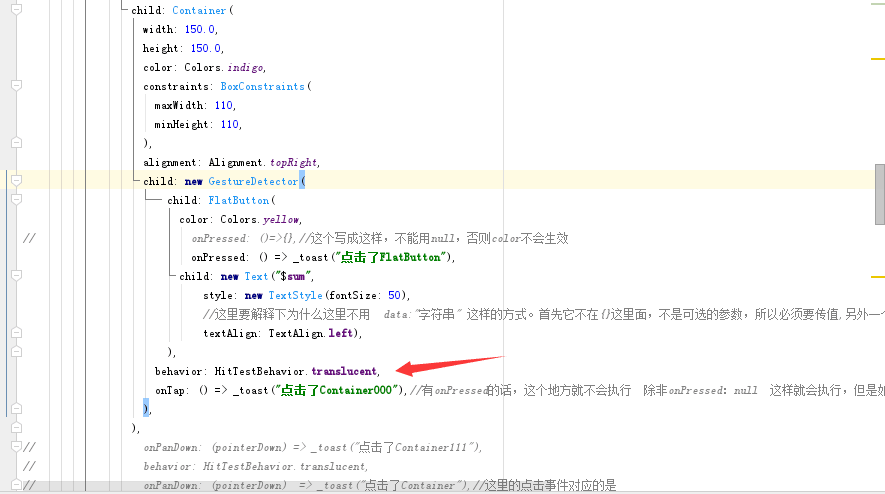 child: Container(
width: 150.0,
height: 150.0,
color: Colors.indigo,
constraints: BoxConstraints(
maxWidth: 110,
minHeight: 110,
),
alignment: Alignment.topRight,
child: new GestureDetector(
child: FlatButton(
color: Colors.yellow,
// onPressed: ()=>{},//这个写成这样，不能用null，否则color不会生效
onPressed: () => _toast("点击了FlatButton"),
child: new Text("$sum",
style: new TextStyle(fontSize: 50),
//这里要解释下为什么这里不用 data:"字符串" 这样的方式。首先它不在{}这里面，不是可选的参数，所以必须要传值,另外一个
textAlign: TextAlign.left),
),
behavior: HitTestBehavior.translucent,
onTap: () => _toast("点击了Container000"),//有onPressed的话，这个地方就不会执行 除非onPressed: null 这样就会执行，但是如
),
),
// onPanDown: (pointerDown) => _toast("点击了Container111"),
// behavior: HitTestBehavior.translucent,
// onPanDown: (pointerDown) => _toast("点击了Container"),//这里的点击事件对应的是